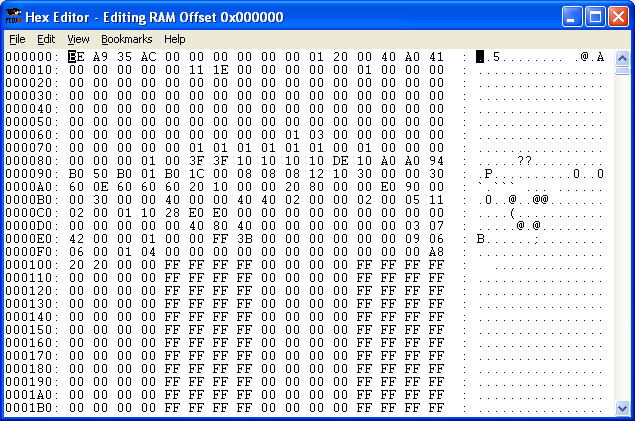 Hex Editor - Editing RAM Offset 0x000000
File Edit View Bookmarks Help
000000: BE A9 35 AC 00 00 00 00 00 00 01 20 00 40 A0 41 : ..5..........@.A
000010: 00 00 00 00 00 11 1E 00 00 00 00 00 01 00 00 00 : ................
000020: 00 00 00 00 00 00 00 00 00 00 00 00 00 00 00 00 : ................
000030: 00 00 00 00 00 00 00 00 00 00 00 00 00 00 00 00 : ................
000040: 00 00 00 00 00 00 00 00 00 00 00 00 00 00 00 00 : ................
000050: 00 00 00 00 00 00 00 00 00 00 00 00 00 00 00 00 : ................
000060: 00 00 00 00 00 00 00 00 00 01 03 00 00 00 00 00 : ................
000070: 00 00 00 00 00 01 01 01 01 01 01 00 01 00 00 00 : ................
000080: 00 00 00 01 00 3F 3F 10 10 10 10 DE 10 A0 A0 94 : .....??.........
000090: B0 50 B0 01 B0 1C 00 08 08 08 12 10 30 00 00 30 : .P..........0..0
0000A0: 60 0E 60 60 60 20 10 00 00 20 80 00 00 E0 90 00 : `.``` ... ......
0000B0: 00 30 00 00 40 00 00 40 40 02 00 00 02 00 05 11 : .0..@..@@.......
0000C0: 02 00 01 10 28 E0 E0 00 00 00 00 00 00 00 00 00 : ....(...........
0000D0: 00 00 00 00 00 40 80 40 00 00 00 00 00 00 03 07 : .....@.@........
0000E0: 42 00 00 01 00 00 FF 3B 00 00 00 00 00 00 09 06 : B......;........
0000F0: 06 00 01 04 00 00 00 00 00 00 00 00 00 00 00 A8 : ................
000100: 20 20 00 00 FF FF FF FF 00 00 00 00 FF FF FF FF : ..............
000110: 00 00 00 00 FF FF FF FF 00 00 00 00 FF FF FF FF : ................
000120: 00 00 00 00 FF FF FF FF 00 00 00 00 FF FF FF FF : ................
000130: 00 00 00 00 FF FF FF FF 00 00 00 00 FF FF FF FF : ................
000140: 00 00 00 00 FF FF FF FF 00 00 00 00 FF FF FF FF : ................
000150: 00 00 00 00 FF FF FF FF 00 00 00 00 FF FF FF FF : ................
000160: 00 00 00 00 FF FF FF FF 00 00 00 00 FF FF FF FF : ................
000170: 00 00 00 00 FF FF FF FF 00 00 00 00 FF FF FF FF : ................
000180: 00 00 00 00 FF FF FF FF 00 00 00 00 FF FF FF FF : ................
000190: 00 00 00 00 FF FF FF FF 00 00 00 00 FF FF FF FF : ................
0001A0: 00 00 00 00 FF FF FF FF 00 00 00 00 FF FF FF FF : ................
0001B0: 00 00 00 00 FF FF FF FF 00 00 00 00 FF FF FF FF : ................